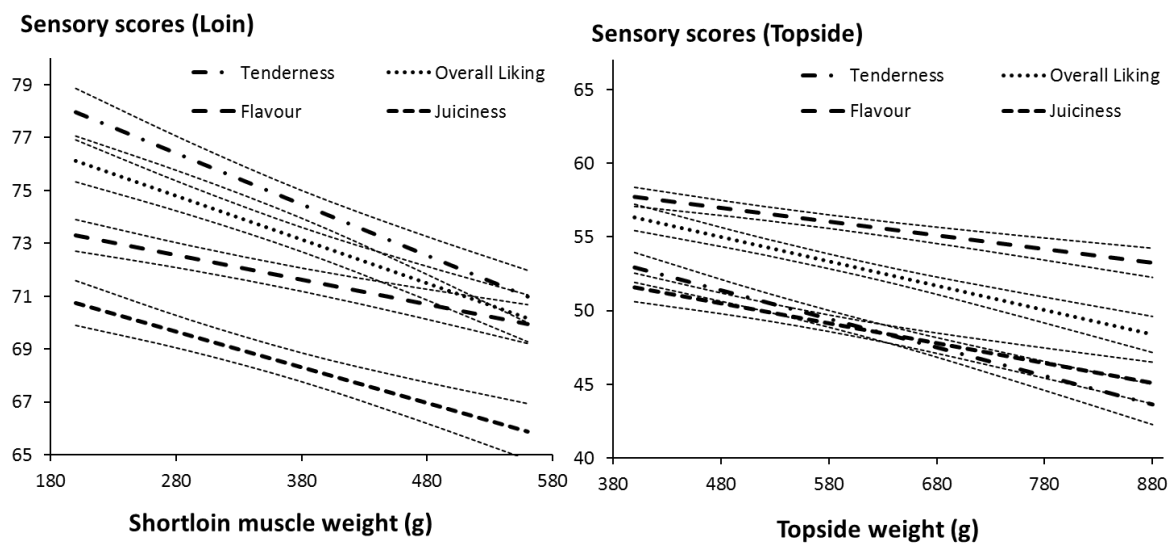 Sensory scores (Loin)
79
77
75
73
71
69
67
65
180 280 380 480 580
Tenderness Overall Liking
Flavour Juiciness
Shortloin muscle weight (g)
Sensory scores (Topside)
65
60
55
50
45
40
380 480 580 680 780 880
Tenderness Overall Liking
Flavour Juiciness
Topside weight (g)